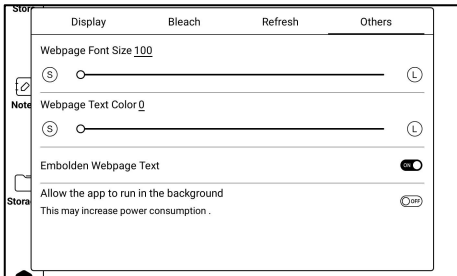 Display Bleach Refresh Others
Webpage Font Size 100
S L
Note
Webpage Text Color 0
S L
Embolden Webpage Text ON
Allow the app to run in the background OFF
This may increase power consumption .